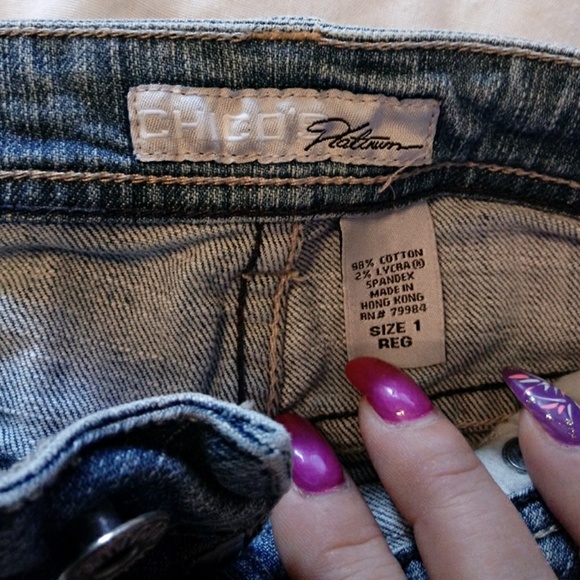 CHICO'S Platinum
98% COTTON
2% LYCRA®
SPANDEX
MADE IN
HONG KONG
RN# 79984
SIZE 1
REG